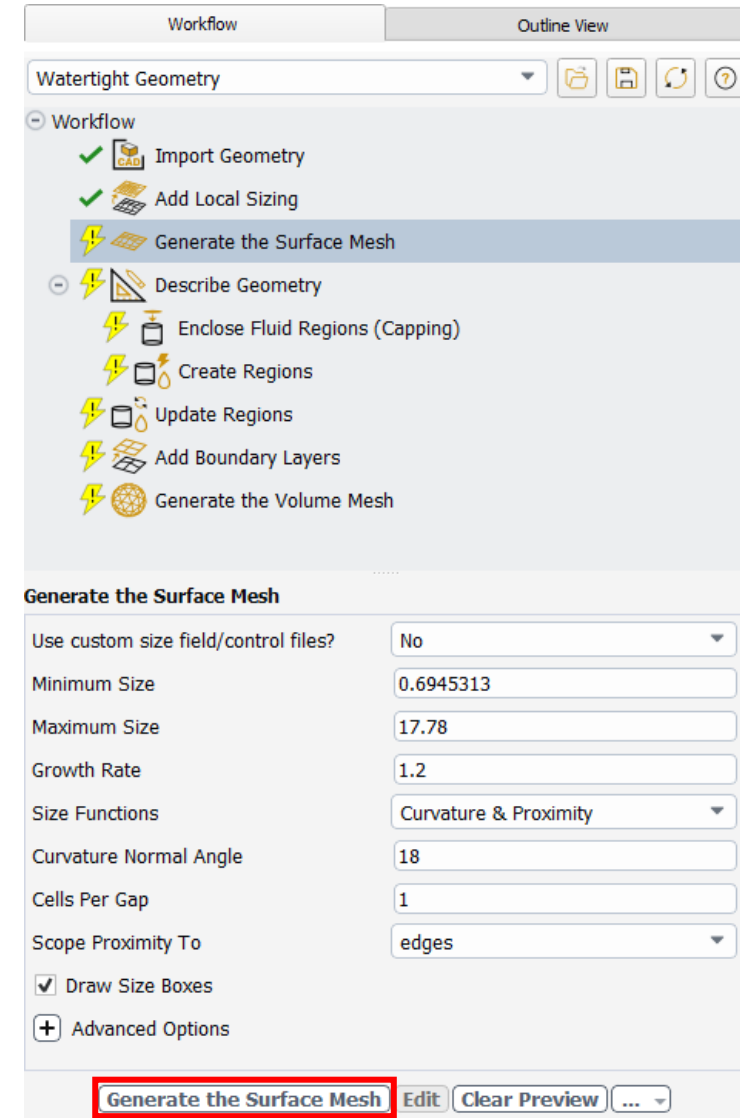 Workflow Outline View
Watertight Geometry
Workflow
CAD Import Geometry
Add Local Sizing
Generate the Surface Mesh
Describe Geometry
Enclose Fluid Regions (Capping)
Create Regions
Update Regions
Add Boundary Layers
Generate the Volume Mesh
Generate the Surface Mesh
Use custom size field/control files? No
Minimum Size 0.6945313
Maximum Size 17.78
Growth Rate 1.2
Size Functions Curvature & Proximity
Curvature Normal Angle 18
Cells Per Gap 1
Scope Proximity To edges
Draw Size Boxes
Advanced Options
Generate the Surface Mesh Edit Clear Preview ...